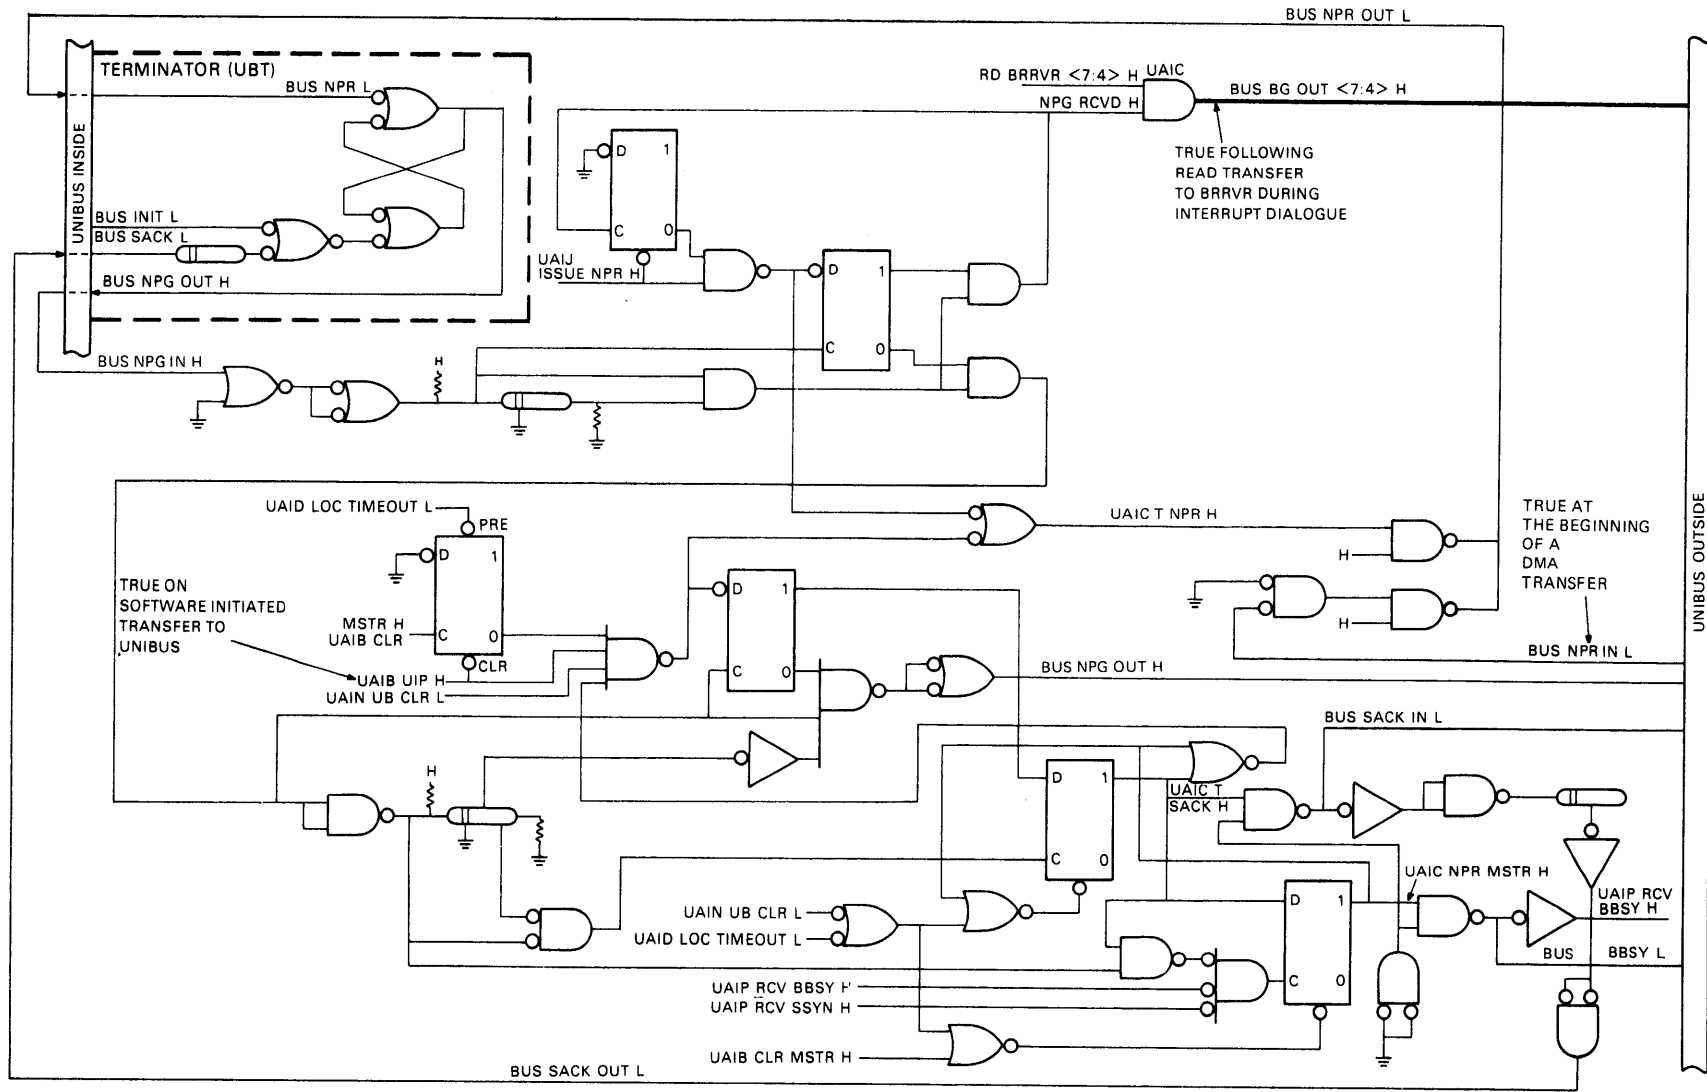 BUS NPR OUT L
TERMINATOR (UBT)
BUS NPR L
UNIBUS INSIDE
BUS INIT L
BUS SACK L
BUS NPG OUT H
BUS NPG IN H
H
RD BRRVR <7:4> H
UAIC
NPG RCVD H
BUS BG OUT <7:4> H
TRUE FOLLOWING
READ TRANSFER
TO BRRVR DURING
INTERRUPT DIALOGUE
D 1
C 0
UAIJ
ISSUE NPR H
D 1
C 0
UAID LOC TIMEOUT L
PRE
D 1
C 0
CLR
MSTR H
UAIB CLR
TRUE ON
SOFTWARE INITIATED
TRANSFER TO
UNIBUS
UAIB UIP H
UAIN UB CLR L
D 1
C 0
UAIC T NPR H
H
H
TRUE AT
THE BEGINNING
OF A
DMA
TRANSFER
UNIBUS OUTSIDE
BUS NPR IN L
BUS NPG OUT H
BUS SACK IN L
H
D 1
C 0
UAIC T
SACK H
UAIC NPR MSTR H
UAIP RCV
BBSY H
BUS BBSY L
UAIN UB CLR L
UAID LOC TIMEOUT L
D 1
C 0
UAIP RCV BBSY H
UAIP RCV SSYN H
UAIB CLR MSTR H
BUS SACK OUT L